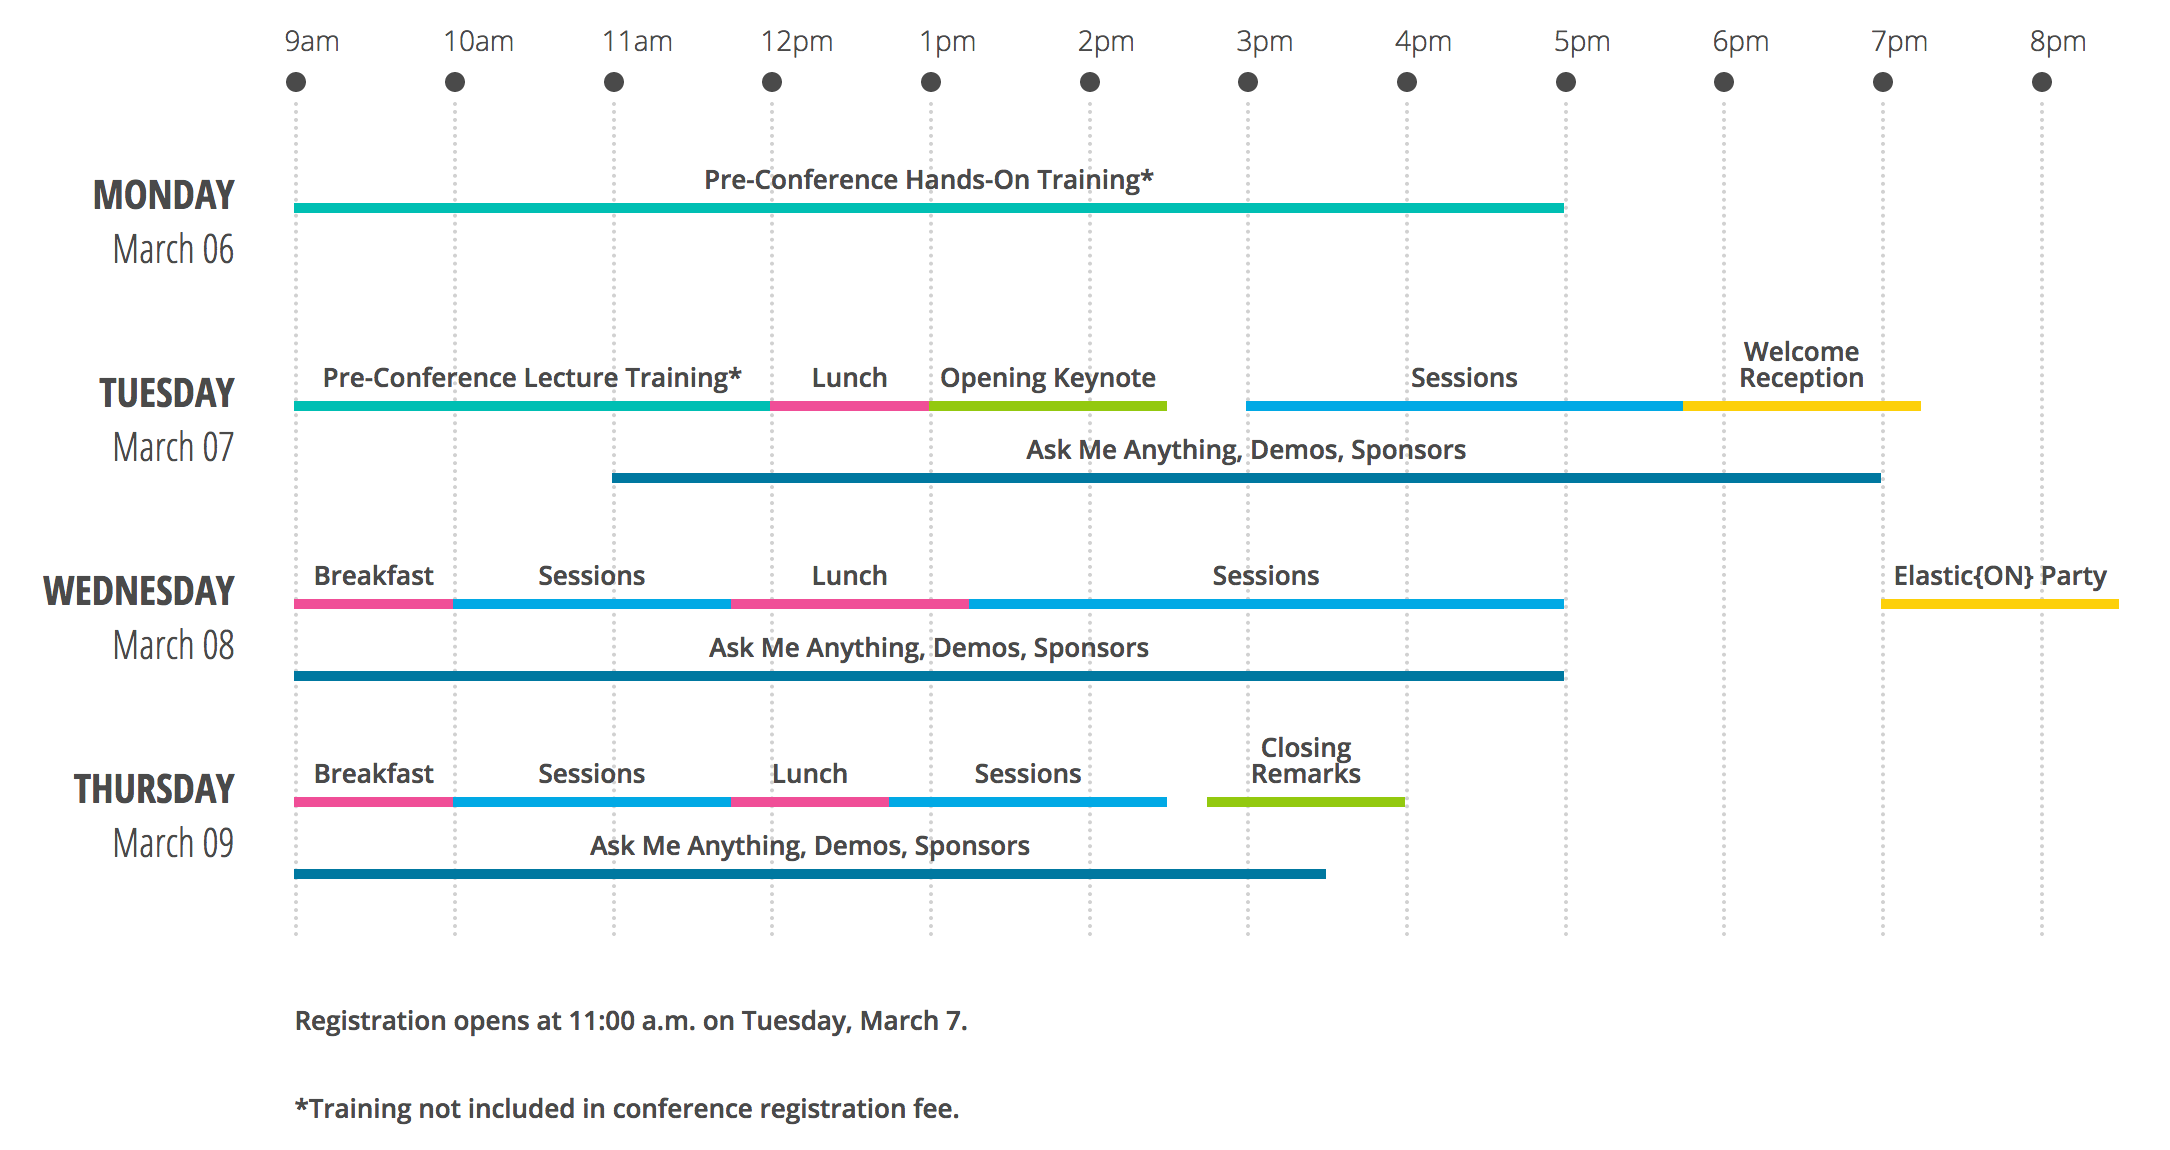 9am 10am 11am 12pm 1pm 2pm 3pm 4pm 5pm 6pm 7pm 8pm
Pre-Conference Hands-On Training*
MONDAY
March 06
Welcome
Pre-Conference Lecture Training* Lunch Opening Keynote Sessions Reception
TUESDAY
March 07
Ask Me Anything, Demos, Sponsors
Breakfast Sessions Lunch Sessions Elastic{ON} Party
WEDNESDAY
March 08
Ask Me Anything, Demos, Sponsors
Closing
Breakfast Sessions Lunch Sessions Remarks
THURSDAY
March 09
Ask Me Anything, Demos, Sponsors
Registration opens at 11:00 a.m. on Tuesday, March 7.
*Training not included in conference registration fee.